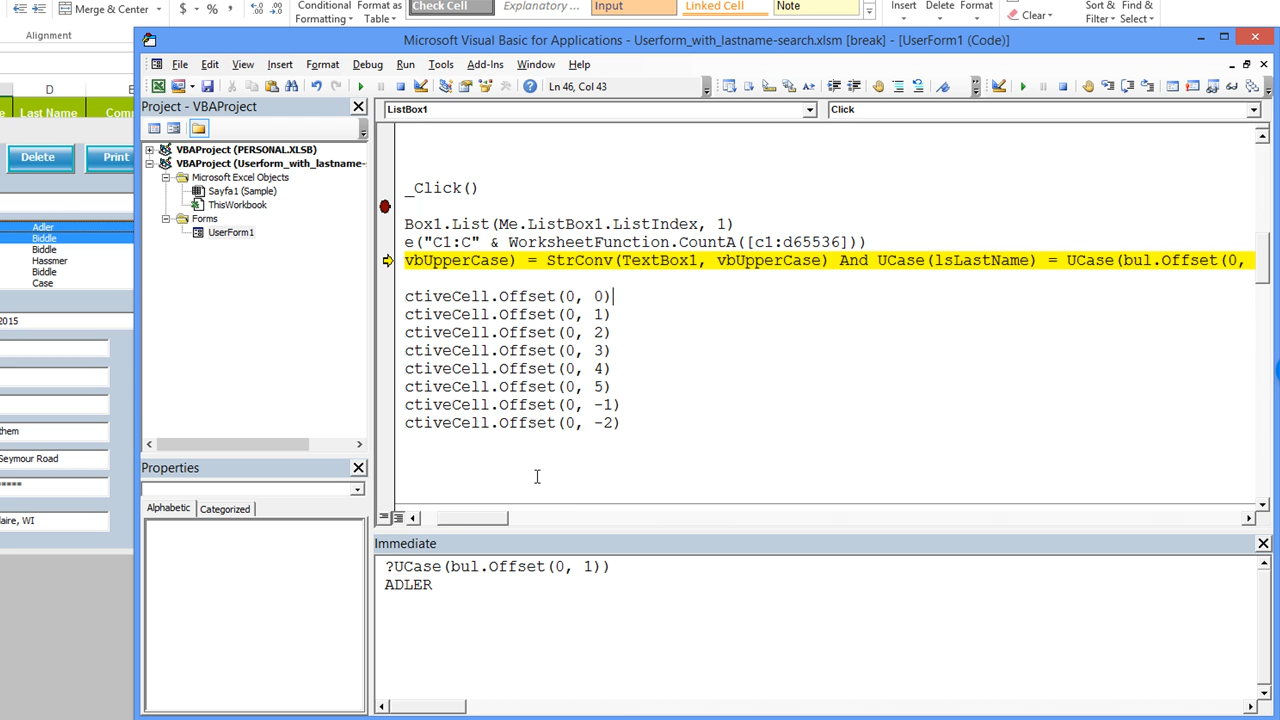 Merge & Center
$ % ,
Conditional Formatting
Format as Table
Check Cell
Explanatory ...
Input
Linked Cell
Note
Insert
Delete
Format
Clear
Sort & Filter
Find & Select
Alignment
Microsoft Visual Basic for Applications - Userform_with_lastname-search.xlsm [break] - [UserForm1 (Code)]
File Edit View Insert Format Debug Run Tools Add-Ins Window Help
Ln 46, Col 43
D
Last Name
Delete
Print
Adler
Biddle
Biddle
Hassmer
Biddle
Case
2015
them
Seymour Road
*****
laire, WI
Project - VBAProject
VBAProject (PERSONAL.XLSB)
VBAProject (Userform_with_lastname-
Microsoft Excel Objects
Sayfa1 (Sample)
ThisWorkbook
Forms
UserForm1
Properties
Alphabetic Categorized
ListBox1
Click
_Click()
Box1.List(Me.ListBox1.ListIndex, 1)
e("C1:C" & WorksheetFunction.CountA([c1:d65536]))
vbUpperCase) = StrConv(TextBox1, vbUpperCase) And UCase(lsLastName) = UCase(bul.Offset(0,
ctiveCell.Offset(0, 0)
ctiveCell.Offset(0, 1)
ctiveCell.Offset(0, 2)
ctiveCell.Offset(0, 3)
ctiveCell.Offset(0, 4)
ctiveCell.Offset(0, 5)
ctiveCell.Offset(0, -1)
ctiveCell.Offset(0, -2)
Immediate
?UCase(bul.Offset(0, 1))
ADLER